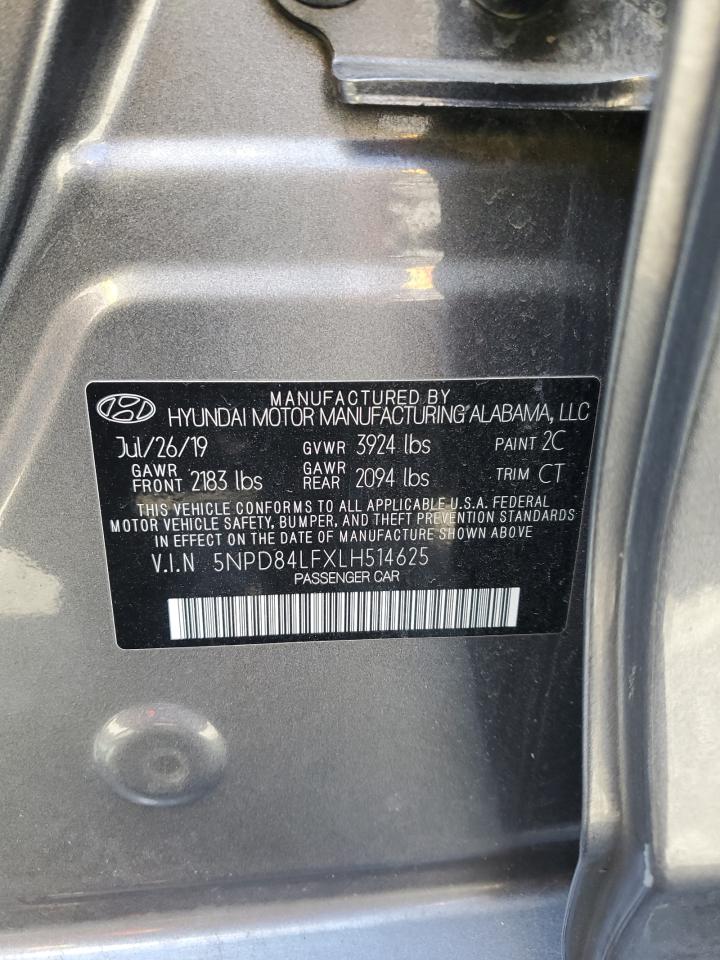 MANUFACTURED BY
HYUNDAI MOTOR MANUFACTURING ALABAMA, LLC
Jul/26/19 GVWR 3924 lbs PAINT 2C
GAWR FRONT 2183 lbs GAWR REAR 2094 lbs TRIM CT
THIS VEHICLE CONFORMS TO ALL APPLICABLE U.S.A. FEDERAL
MOTOR VEHICLE SAFETY, BUMPER, AND THEFT PREVENTION STANDARDS
IN EFFECT ON THE DATE OF MANUFACTURE SHOWN ABOVE
V.I.N 5NPD84LFXLH514625
PASSENGER CAR